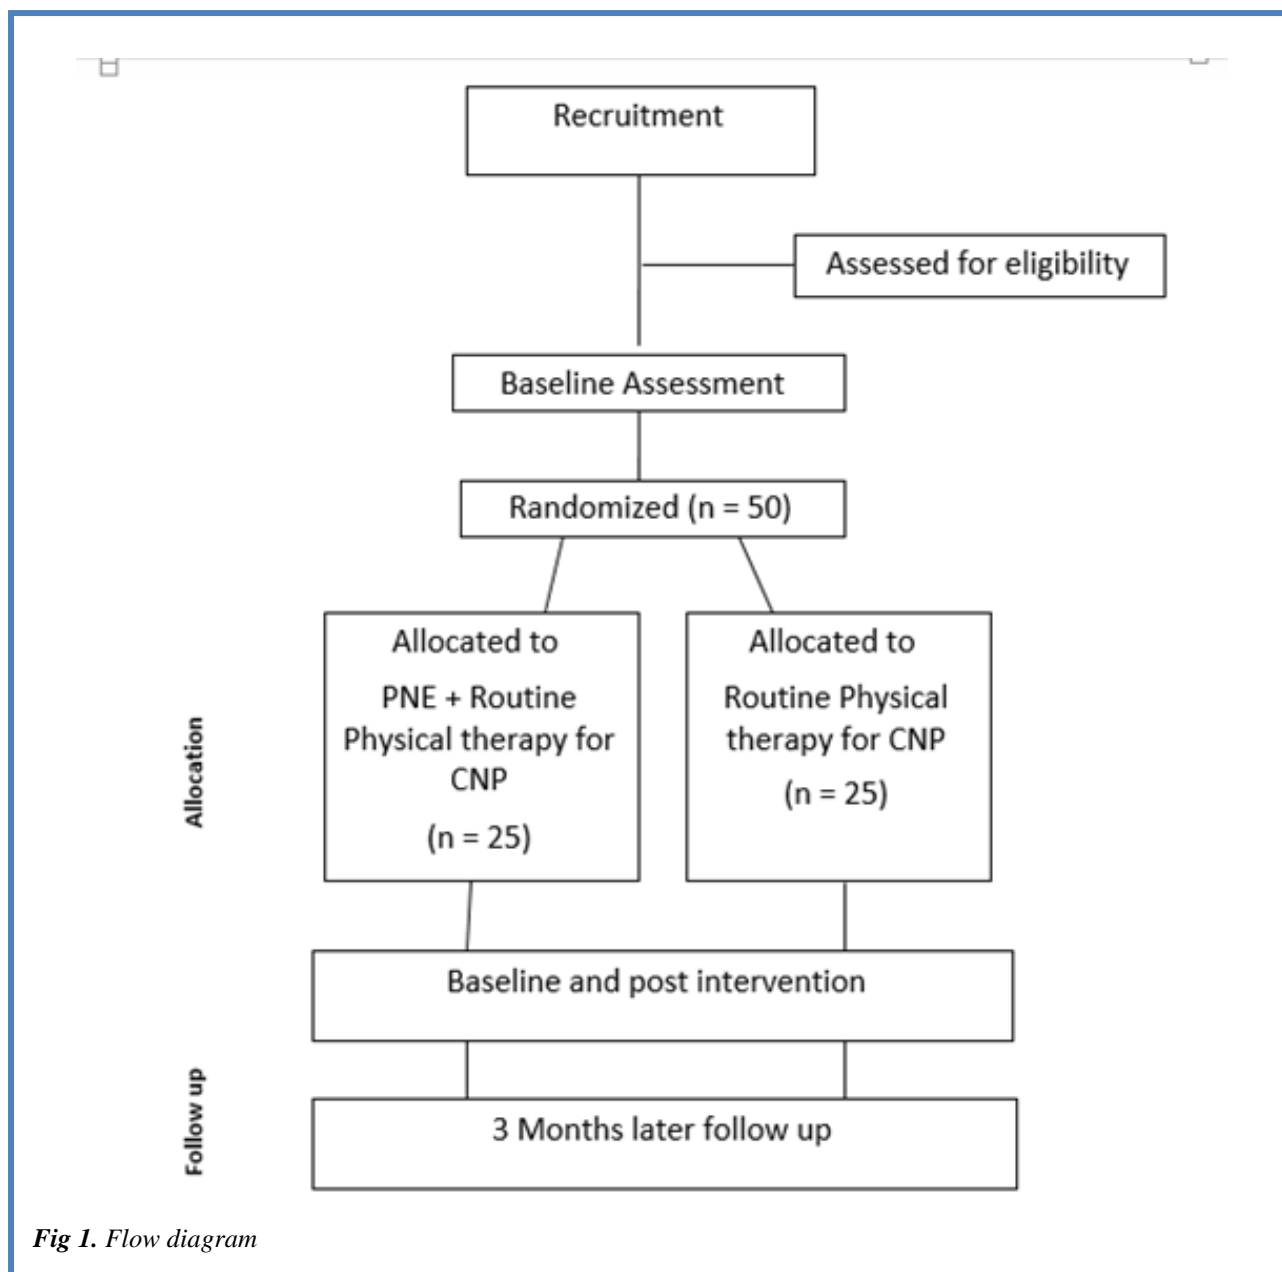 Recruitment
Assessed for eligibility
Baseline Assessment
Randomized (n = 50)
Allocated to
PNE + Routine
Physical therapy for
CNP
(n = 25)
Allocated to
Routine Physical
therapy for CNP
(n = 25)
Allocation
Baseline and post intervention
Follow up
3 Months later follow up
Fig 1. Flow diagram